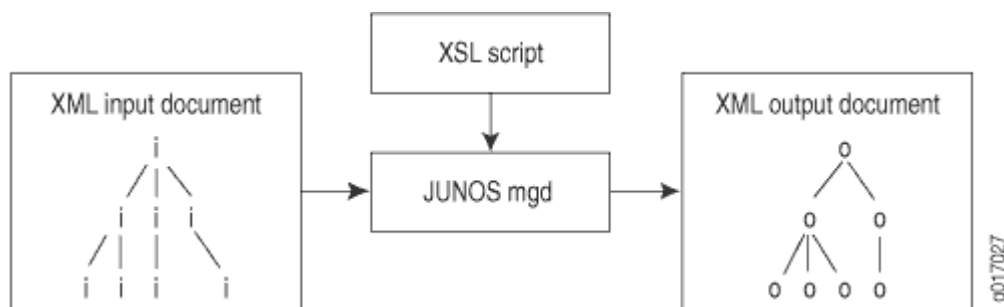 XSL script
XML input document
i
i i i
i i i i
JUNOS mgd
XML output document
o
o o
o o o o
g017027